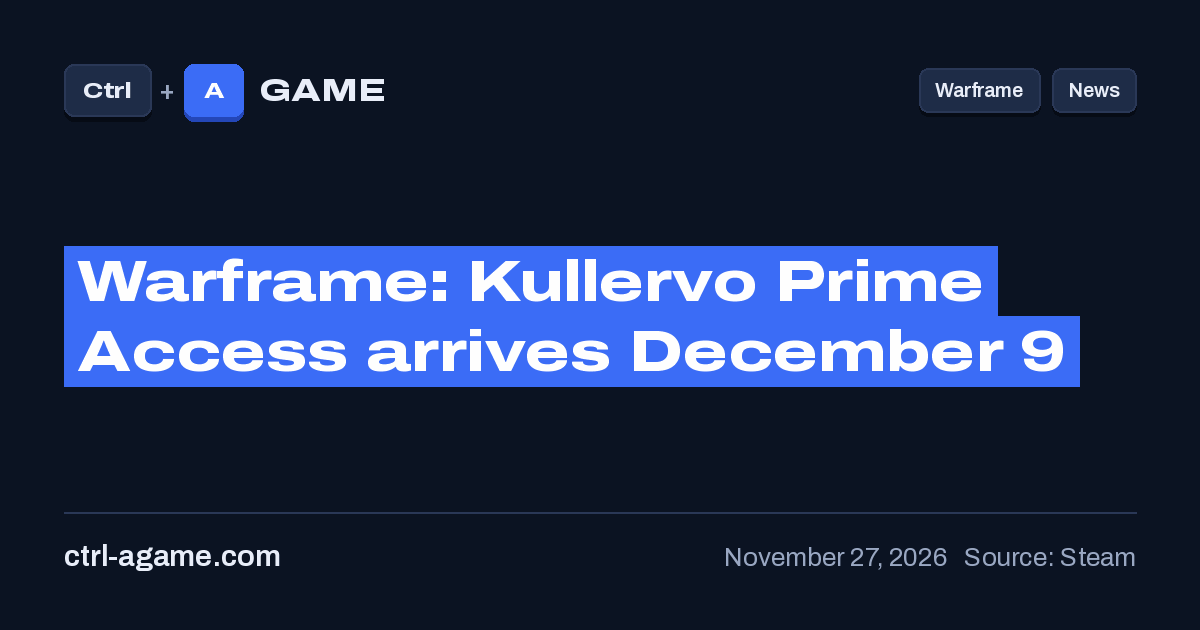 Ctrl + A GAME
Warframe News
Warframe: Kullervo Prime
Access arrives December 9
ctrl-agame.com
November 27, 2026 Source: Steam